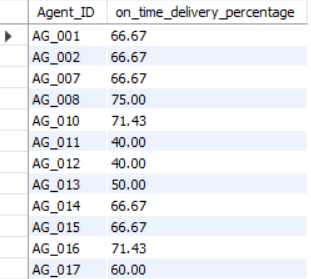 Agent_ID on_time_delivery_percentage
AG_001 66.67
AG_002 66.67
AG_007 66.67
AG_008 75.00
AG_010 71.43
AG_011 40.00
AG_012 40.00
AG_013 50.00
AG_014 66.67
AG_015 66.67
AG_016 71.43
AG_017 60.00